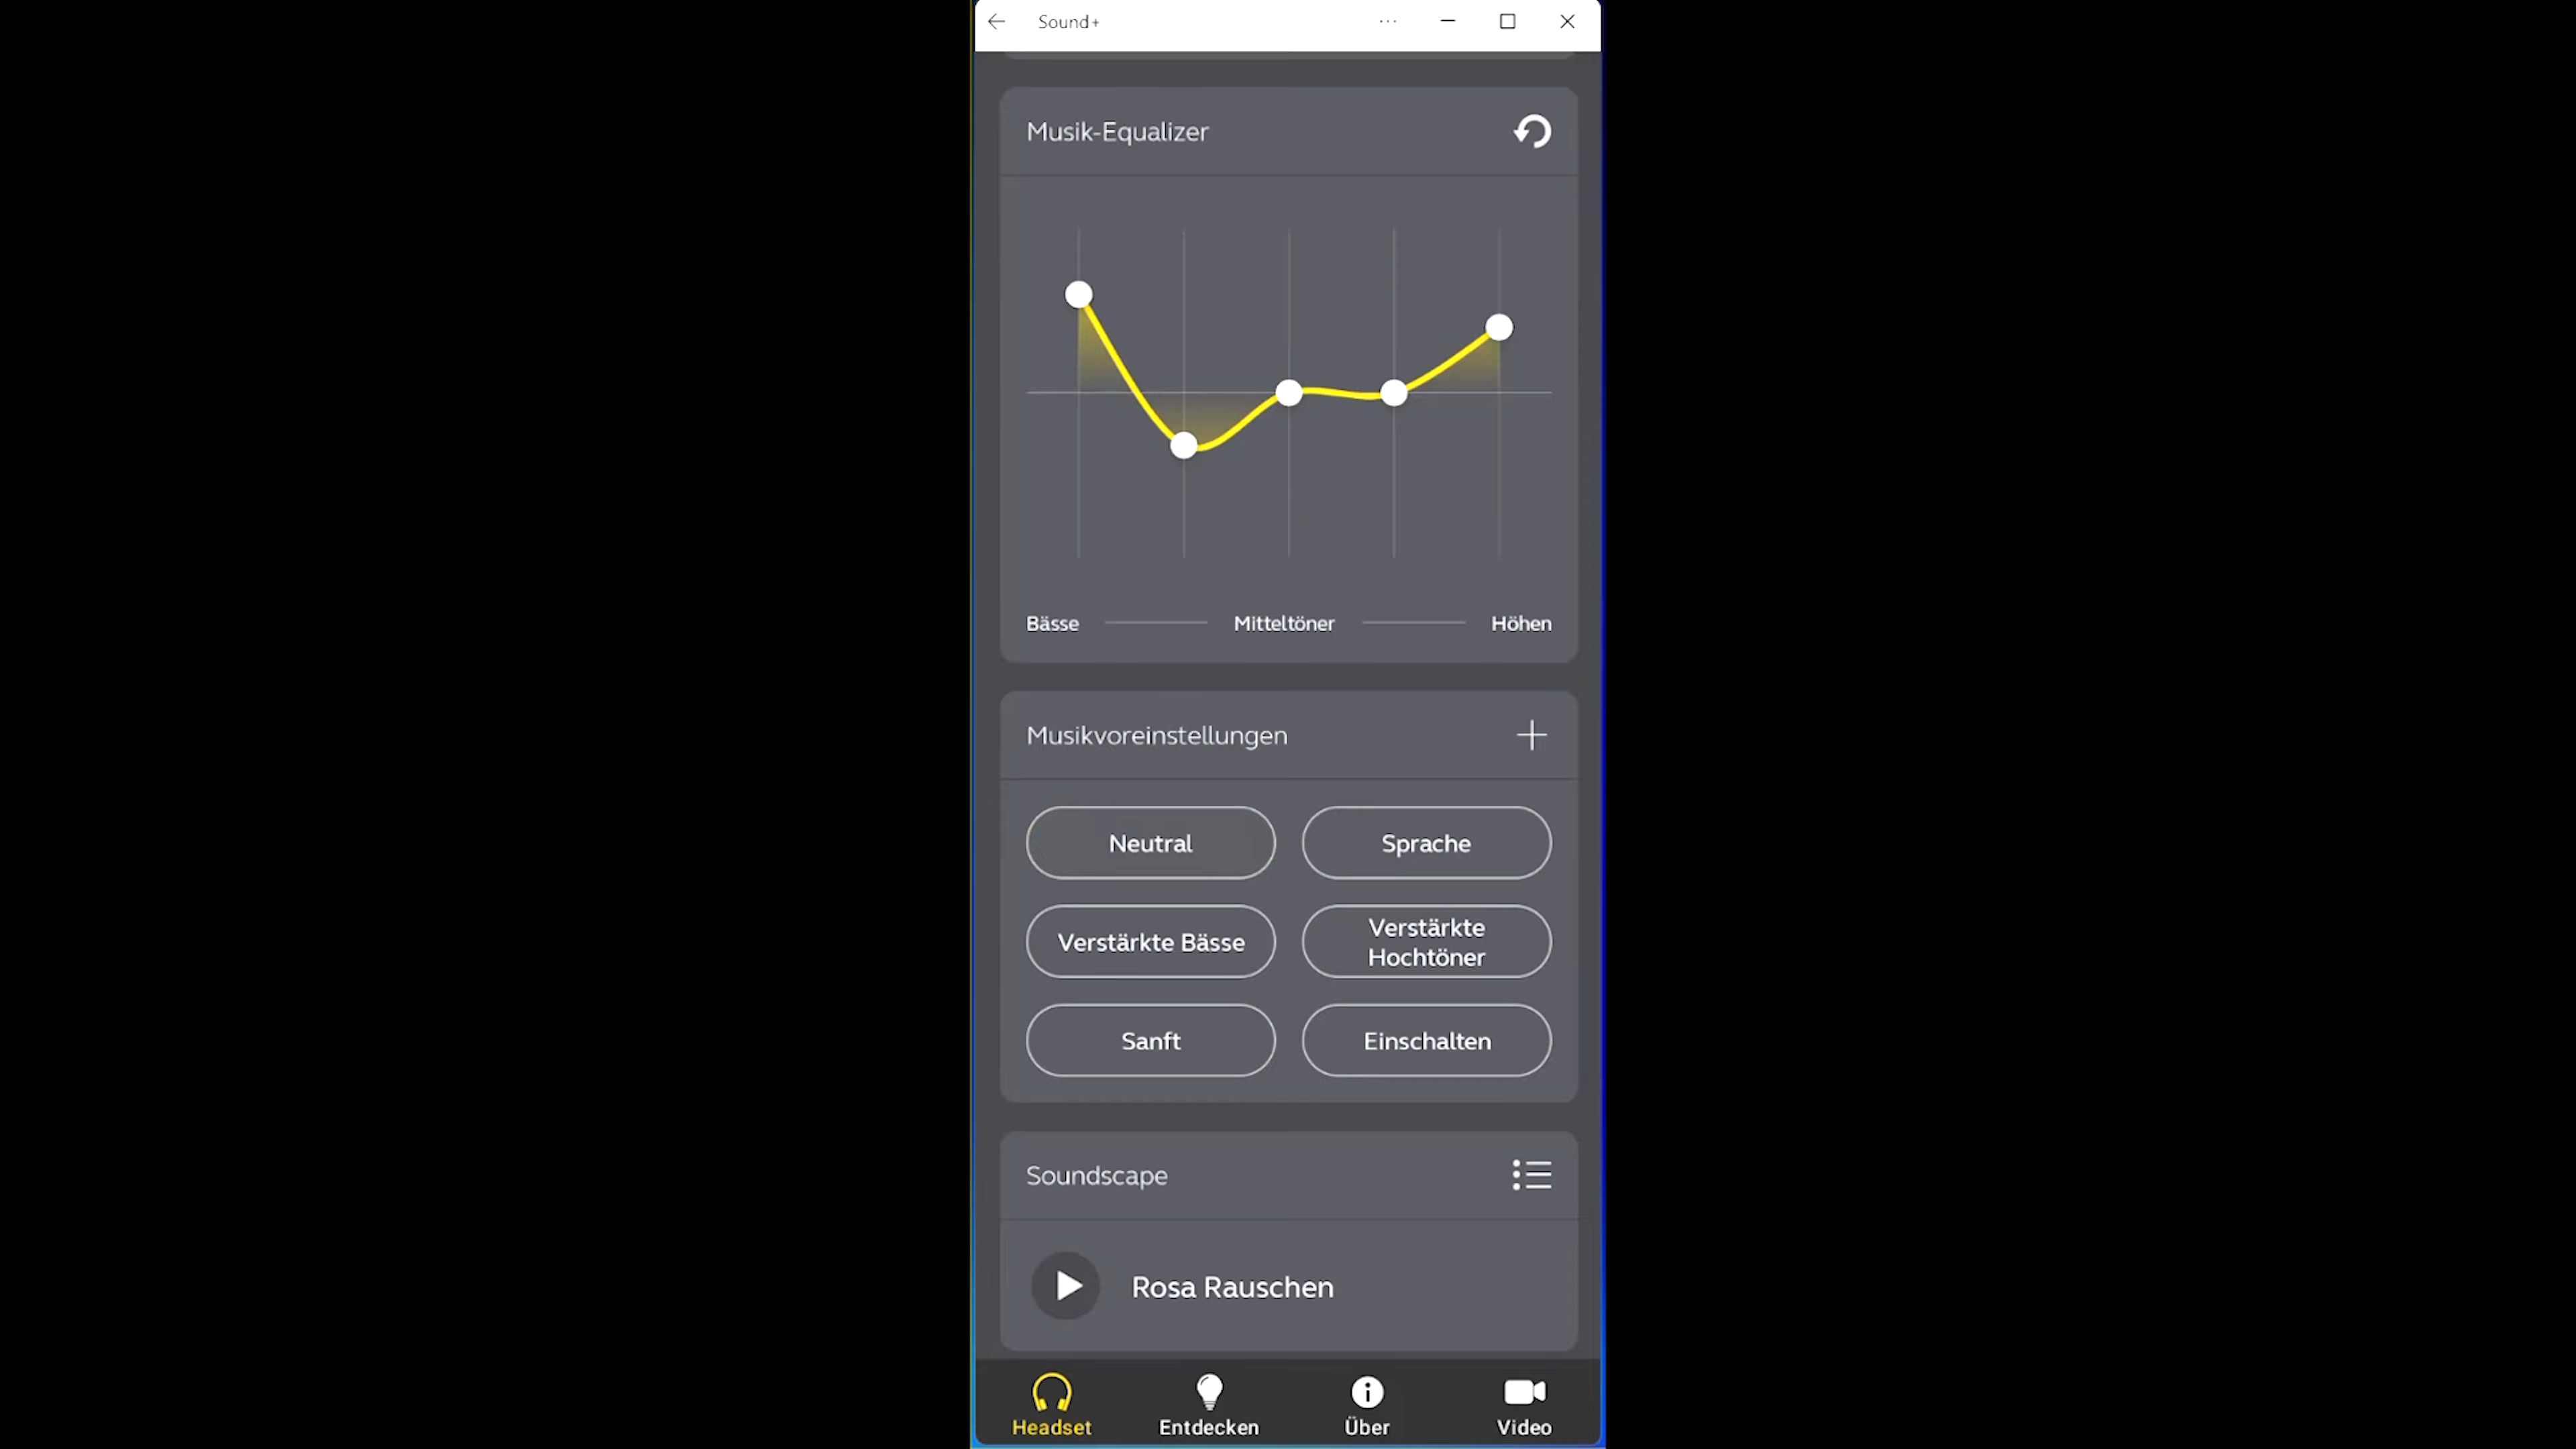 Sound+
Musik-Equalizer
Bässe Mitteltöner Höhen
Musikvoreinstellungen
Neutral Sprache
Verstärkte Bässe Verstärkte
Hochtöner
Sanft Einschalten
Soundscape
Rosa Rauschen
Headset Entdecken Über Video